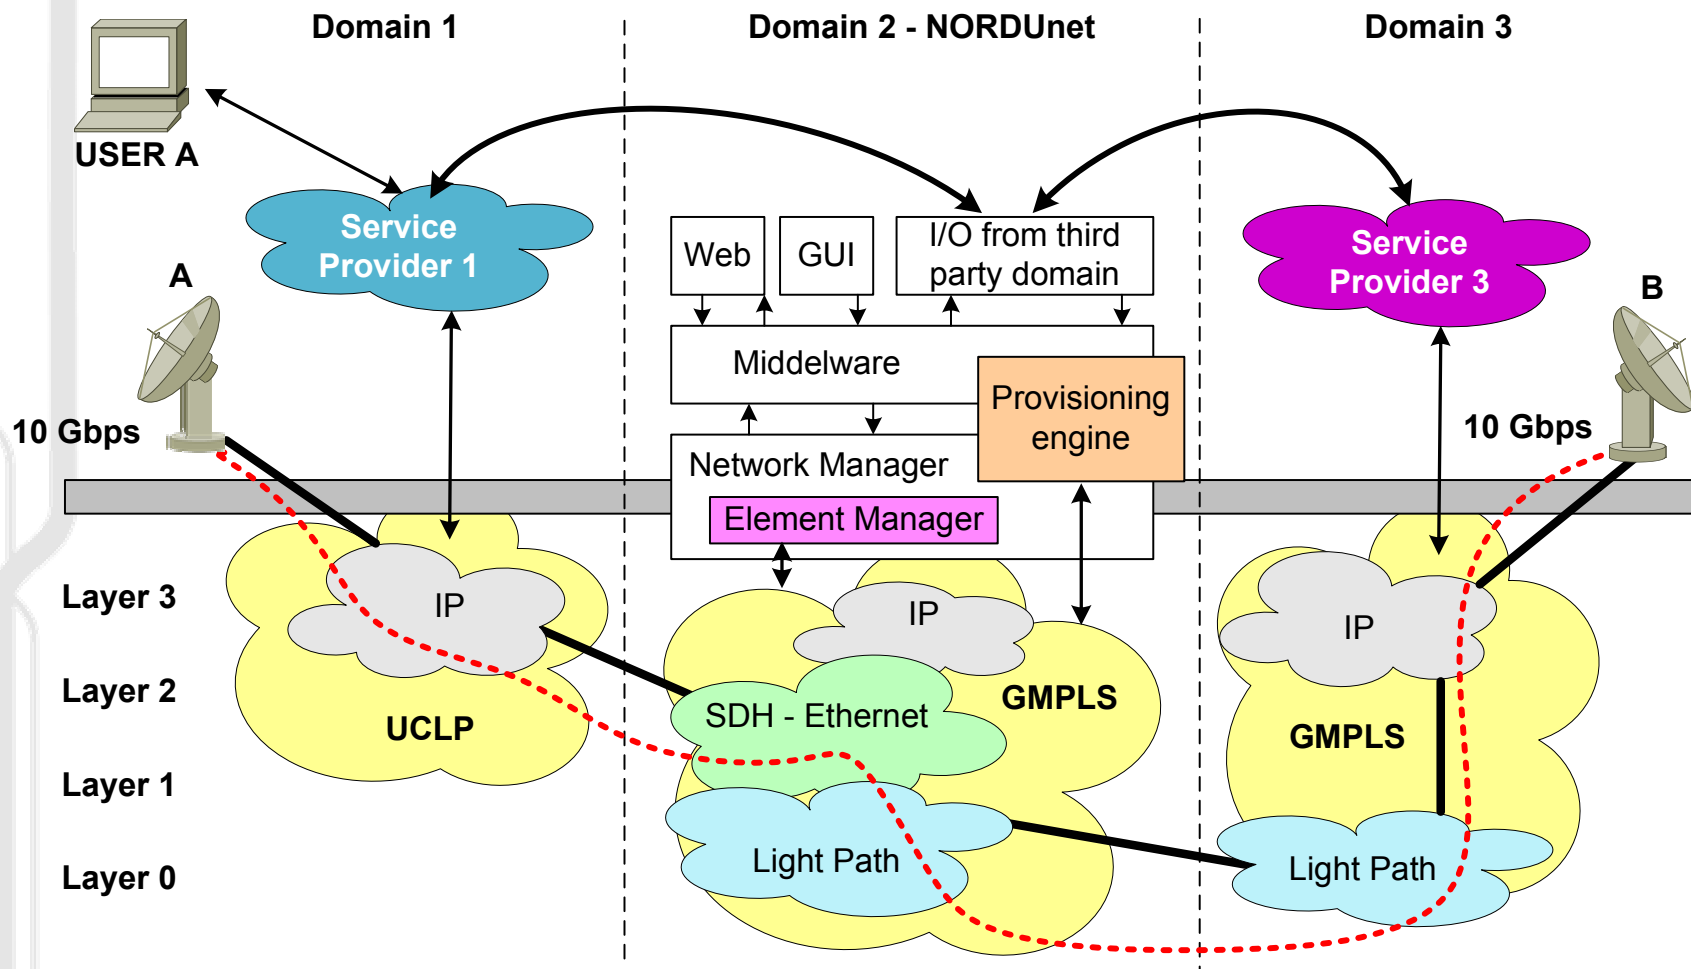 Domain 1
Domain 2 - NORDUnet
Domain 3
USER A
Service
Provider 1
Web
GUI
I/O from third
party domain
Service
Provider 3
A
B
Middelware
Provisioning
engine
10 Gbps
10 Gbps
Network Manager
Element Manager
Layer 3
IP
IP
IP
Layer 2
UCLP
SDH - Ethernet
GMPLS
GMPLS
Layer 1
Layer 0
Light Path
Light Path